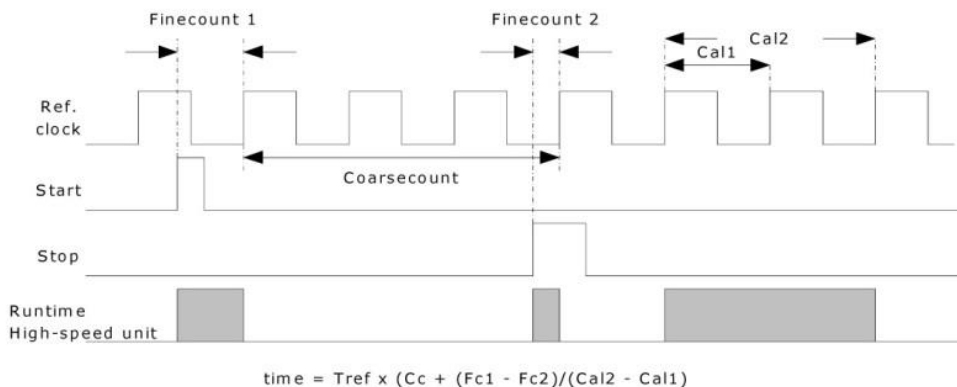 Finecount 1
Finecount 2
Cal2
Cal1
Ref.
clock
Coarsecount
Start
Stop
Runtime
High-speed unit
time = Tref x (Cc + (Fc1 - Fc2)/(Cal2 - Cal1)